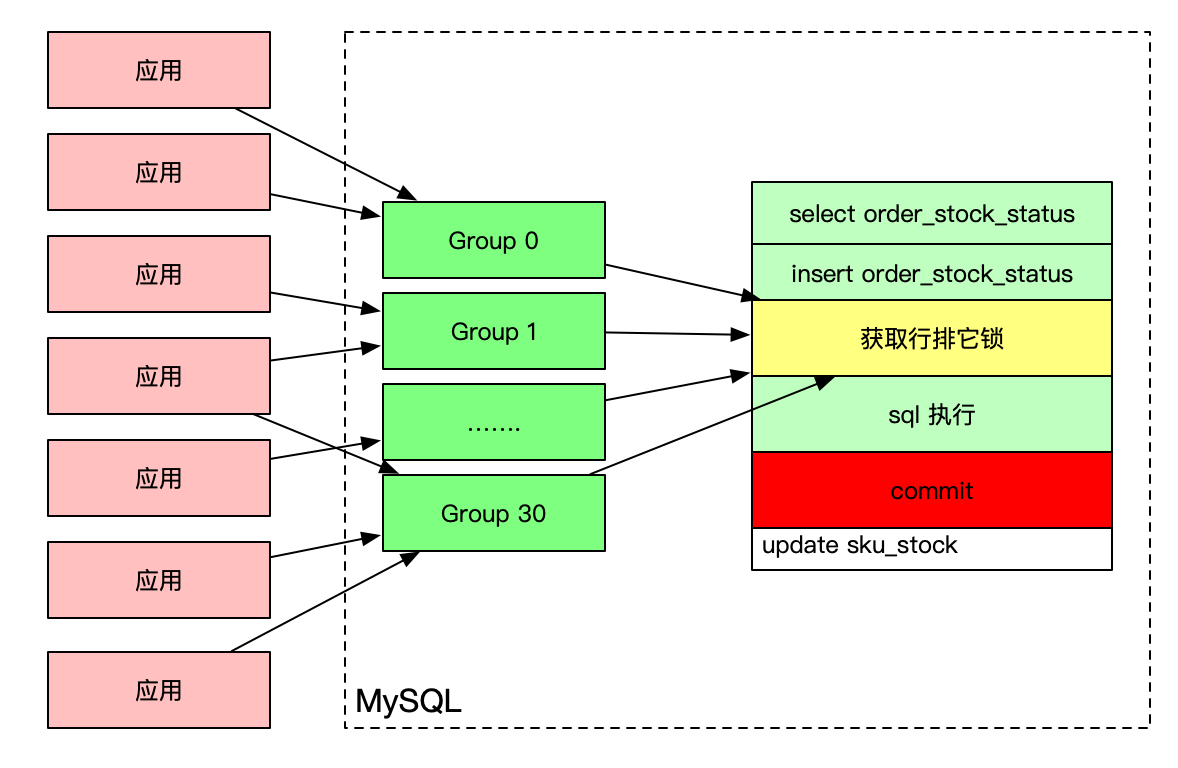 应用
应用
应用
应用
应用
应用
应用
Group 0
Group 1
.......
Group 30
select order_stock_status
insert order_stock_status
获取行排它锁
sql 执行
commit
update sku_stock
MySQL